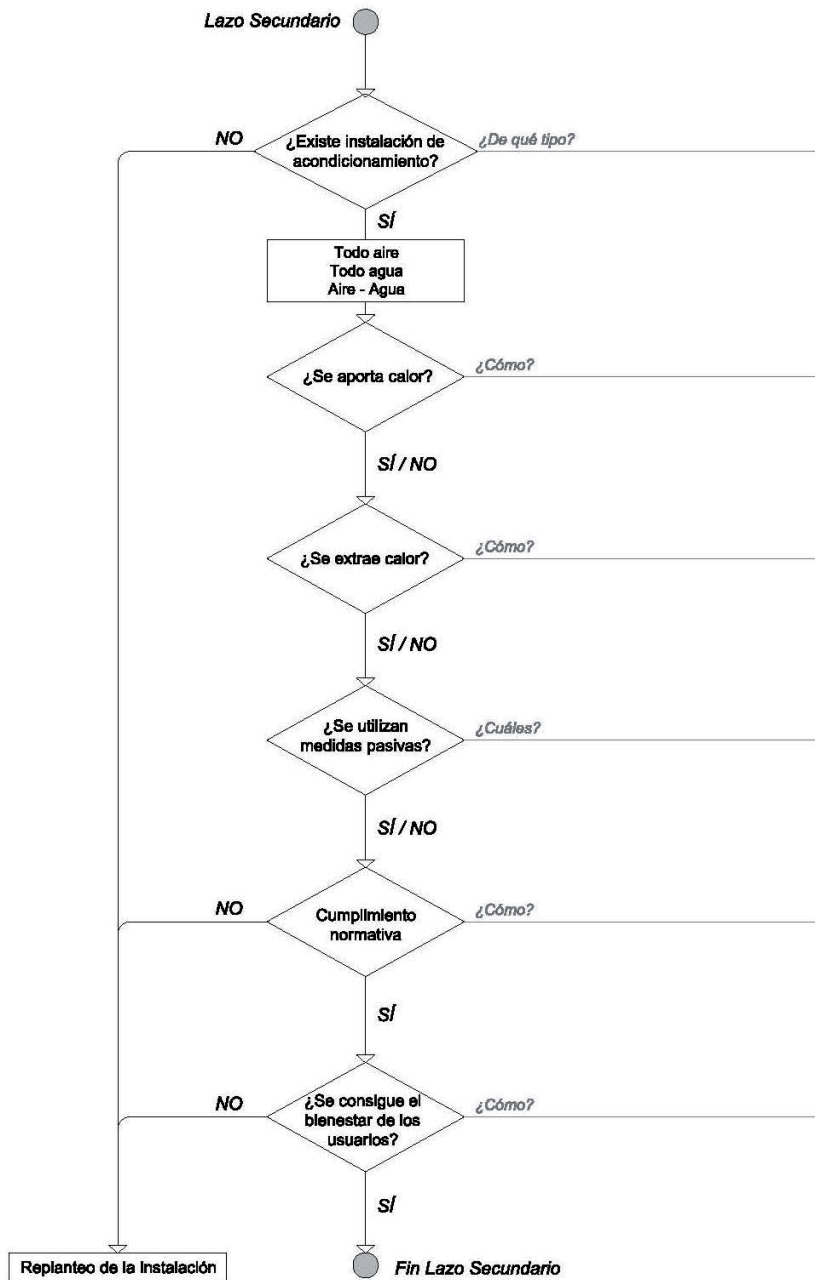 Lazo Secundario
NO
¿Existe instalación de
acondicionamiento?
¿De qué tipo?
SÍ
Todo aire
Todo agua
Aire - Agua
¿Se aporta calor?
¿Cómo?
SÍ / NO
¿Se extrae calor?
¿Cómo?
SÍ / NO
¿Se utilizan
medidas pasivas?
¿Cuáles?
SÍ / NO
NO
Cumplimiento
normativa
¿Cómo?
SÍ
NO
¿Se consigue el
bienestar de los
usuarios?
¿Cómo?
SÍ
Replanteo de la Instalación
Fin Lazo Secundario